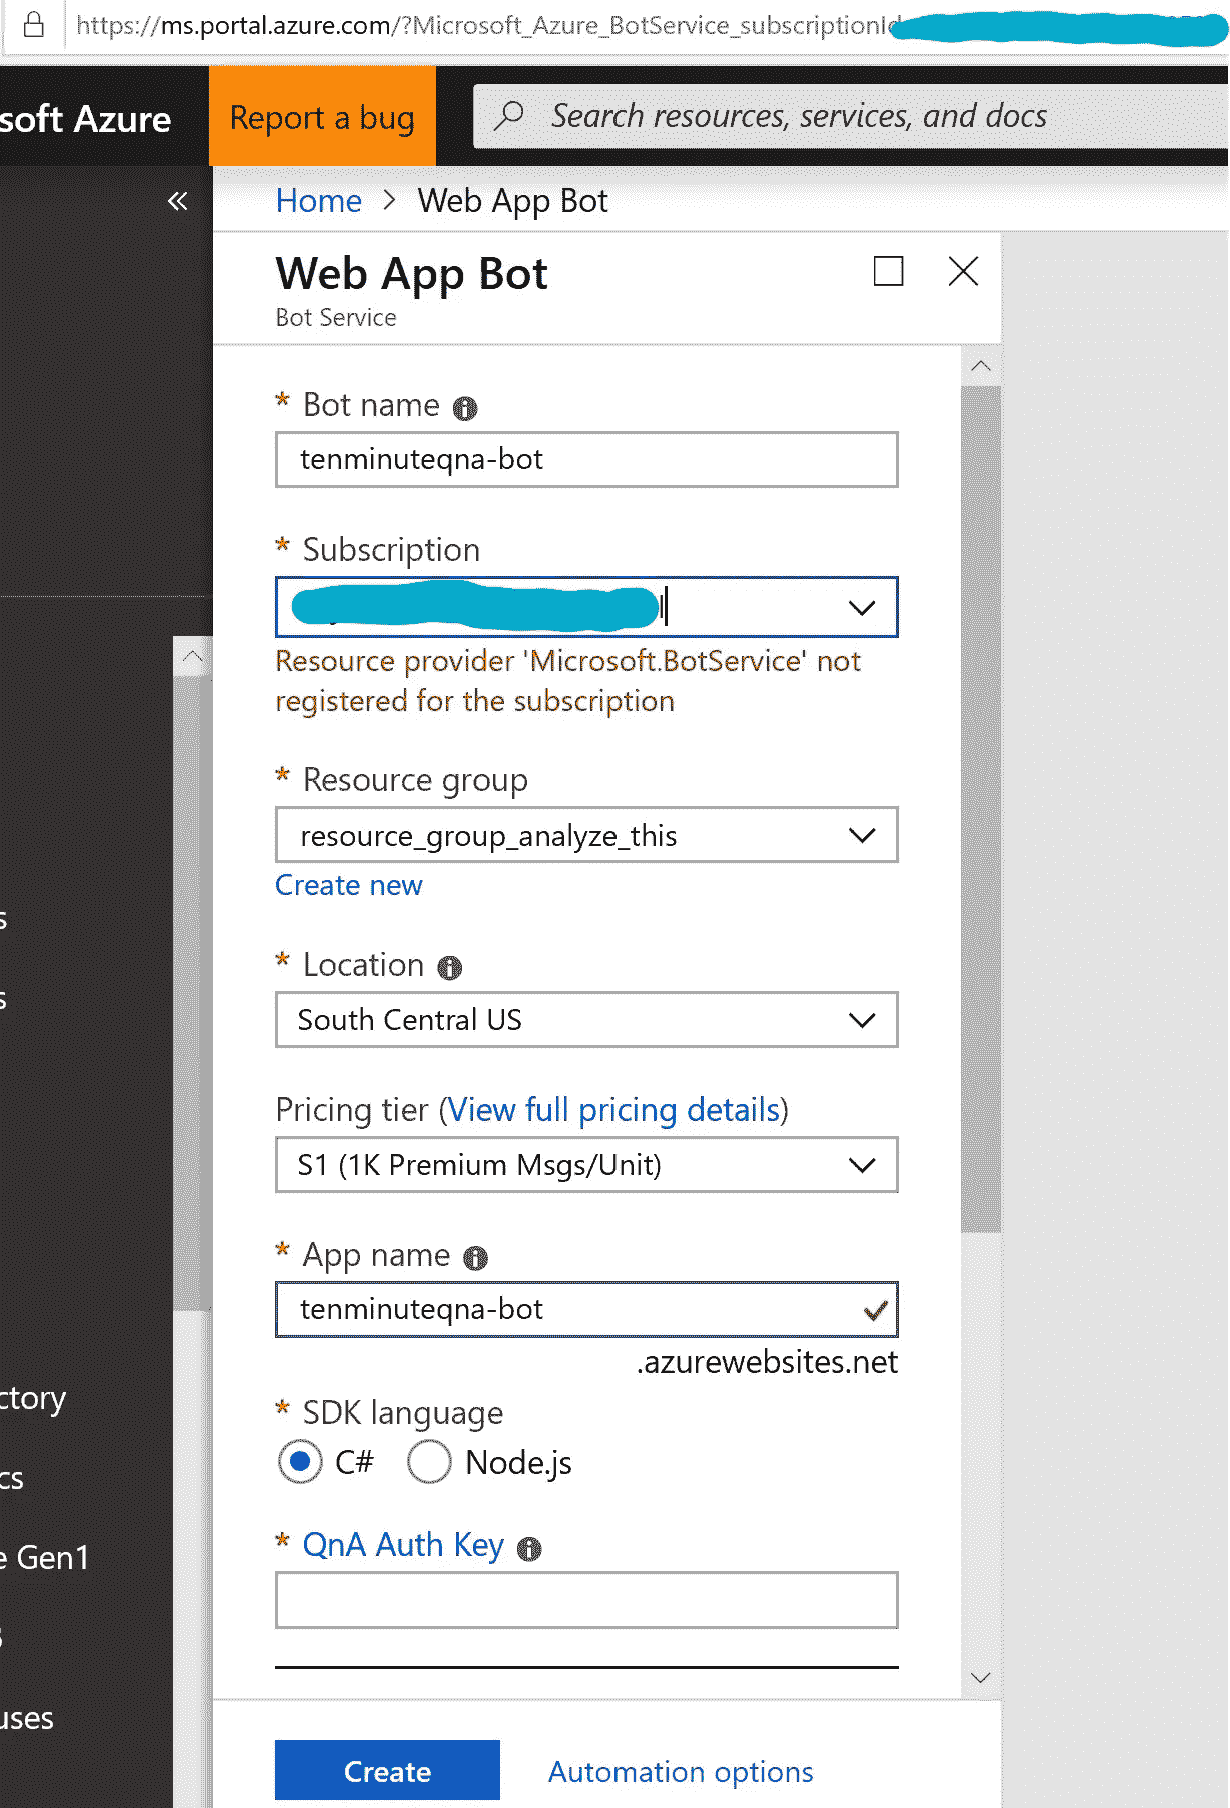 https://ms.portal.azure.com/?Microsoft_Azure_BotService_subscriptionId
soft Azure
Report a bug
Search resources, services, and docs
Home > Web App Bot
Web App Bot
Bot Service
* Bot name
tenminuteqna-bot
* Subscription
Resource provider 'Microsoft.BotService' not
registered for the subscription
* Resource group
resource_group_analyze_this
Create new
* Location
South Central US
Pricing tier (View full pricing details)
S1 (1K Premium Msgs/Unit)
* App name
tenminuteqna-bot
.azurewebsites.net
* SDK language
C# Node.js
* QnA Auth Key
Create
Automation options
s
s
ctory
cs
e Gen1
uses